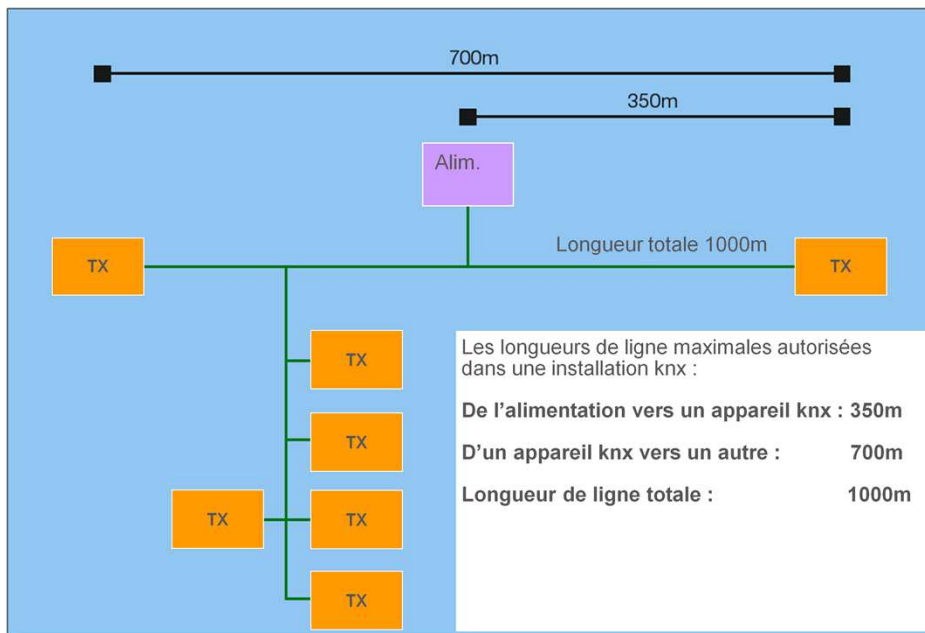 700m
350m
Alim.
Longueur totale 1000m
TX
TX
TX
Les longueurs de ligne maximales autorisées
dans une installation knx :
De l'alimentation vers un appareil knx : 350m
TX
D'un appareil knx vers un autre : 700m
Longueur de ligne totale : 1000m
TX
TX
TX